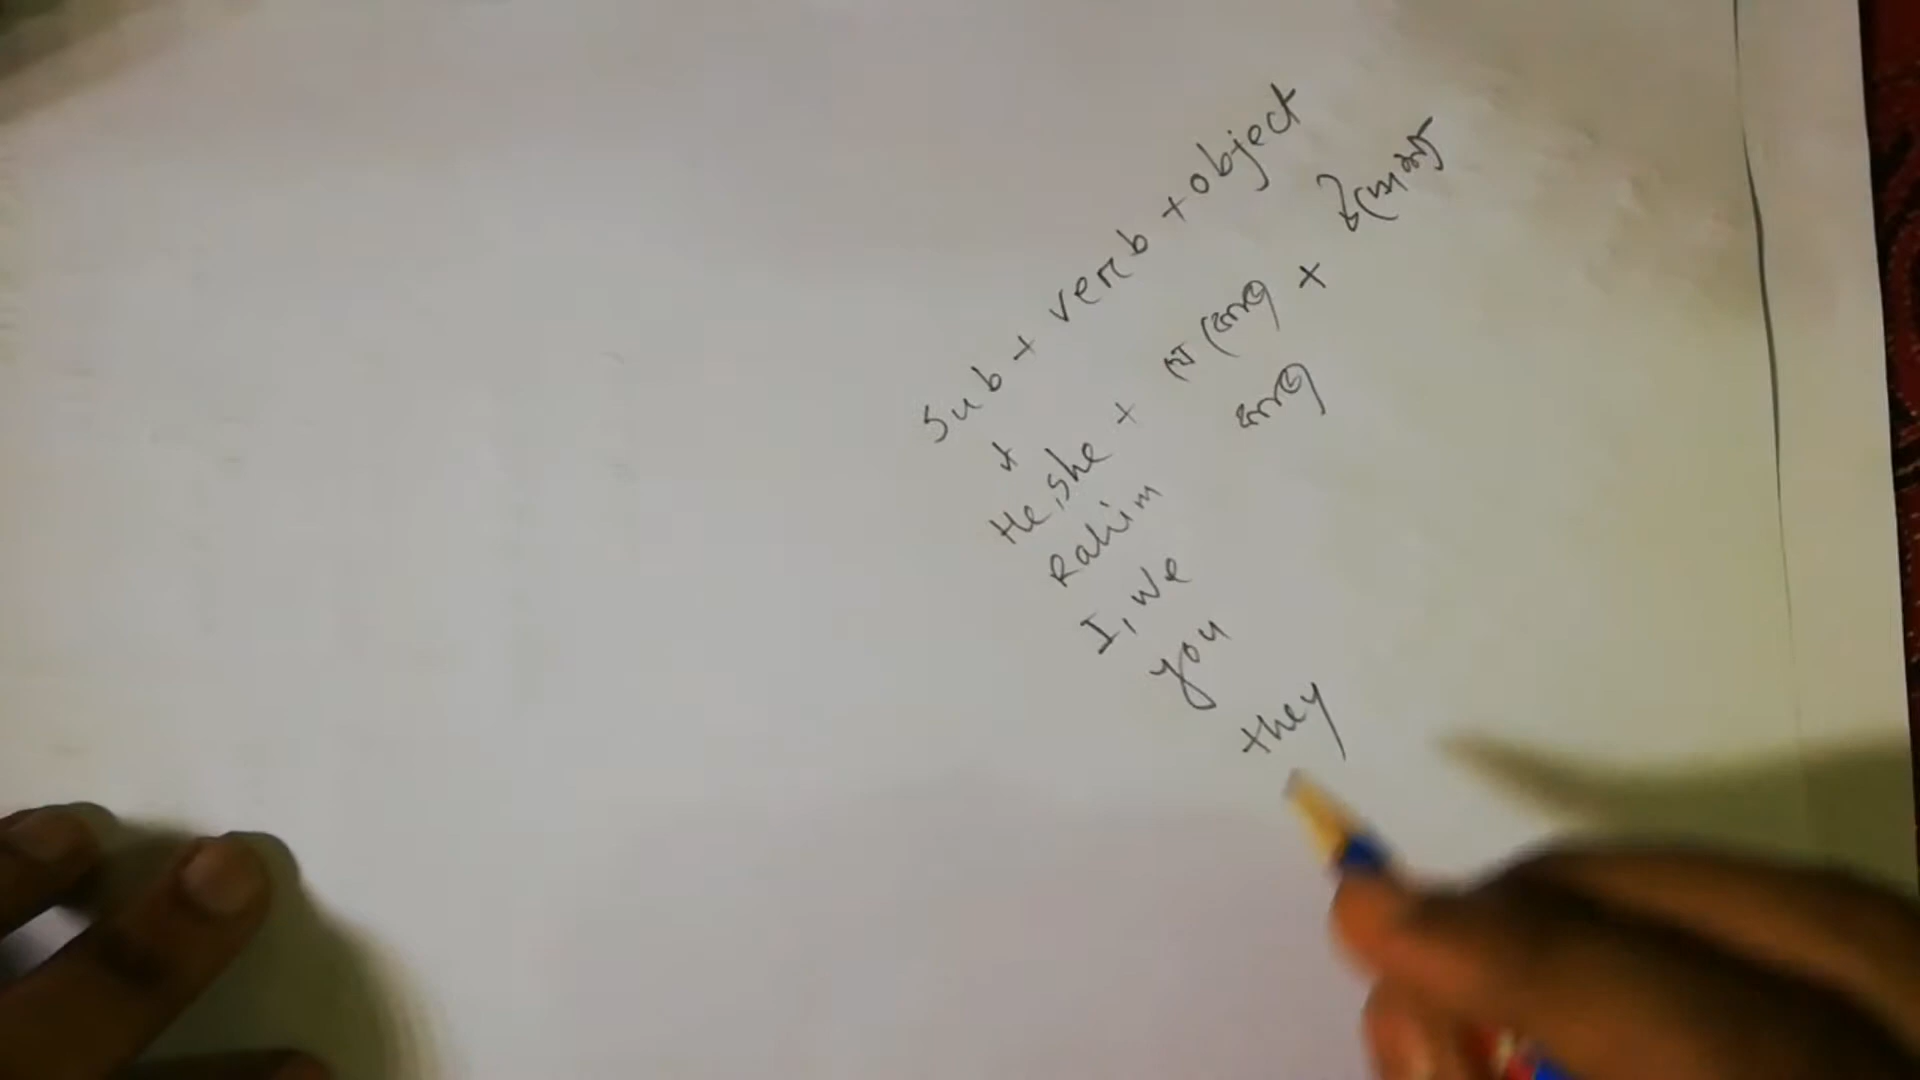 Sub + verb + object
He, she + +
Rahim
I, we
you
they